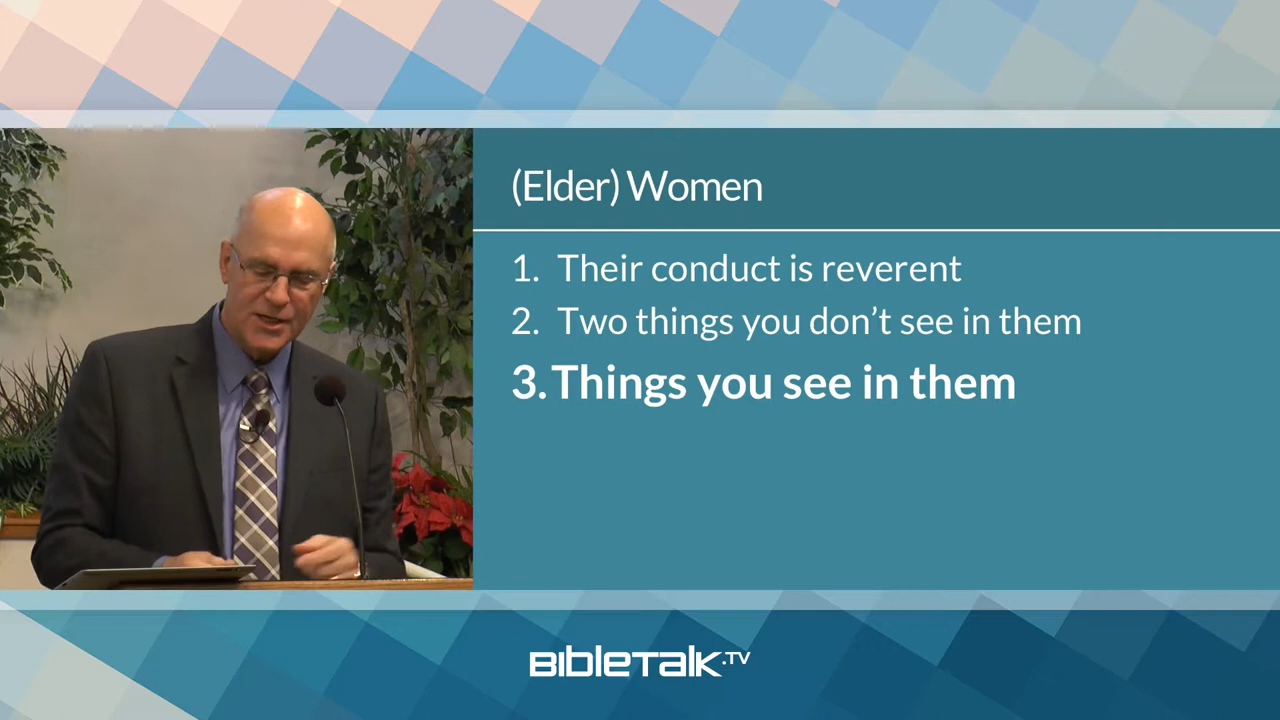 (Elder) Women
1. Their conduct is reverent
2. Two things you don’t see in them
3. Things you see in them
BIBLETALK.TV